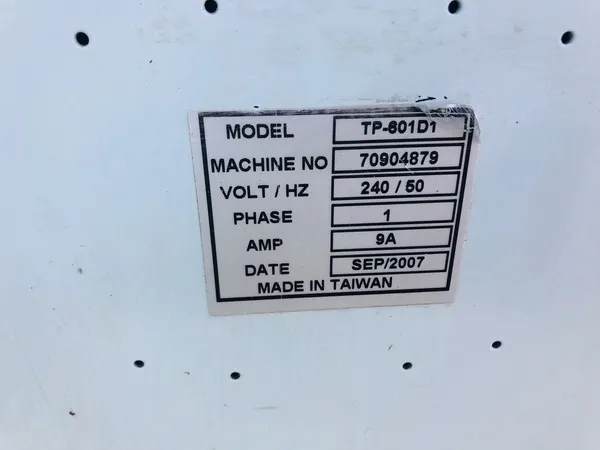 MODEL TP-601D1
MACHINE NO 70904879
VOLT / HZ 240 / 50
PHASE 1
AMP 9A
DATE SEP/2007
MADE IN TAIWAN